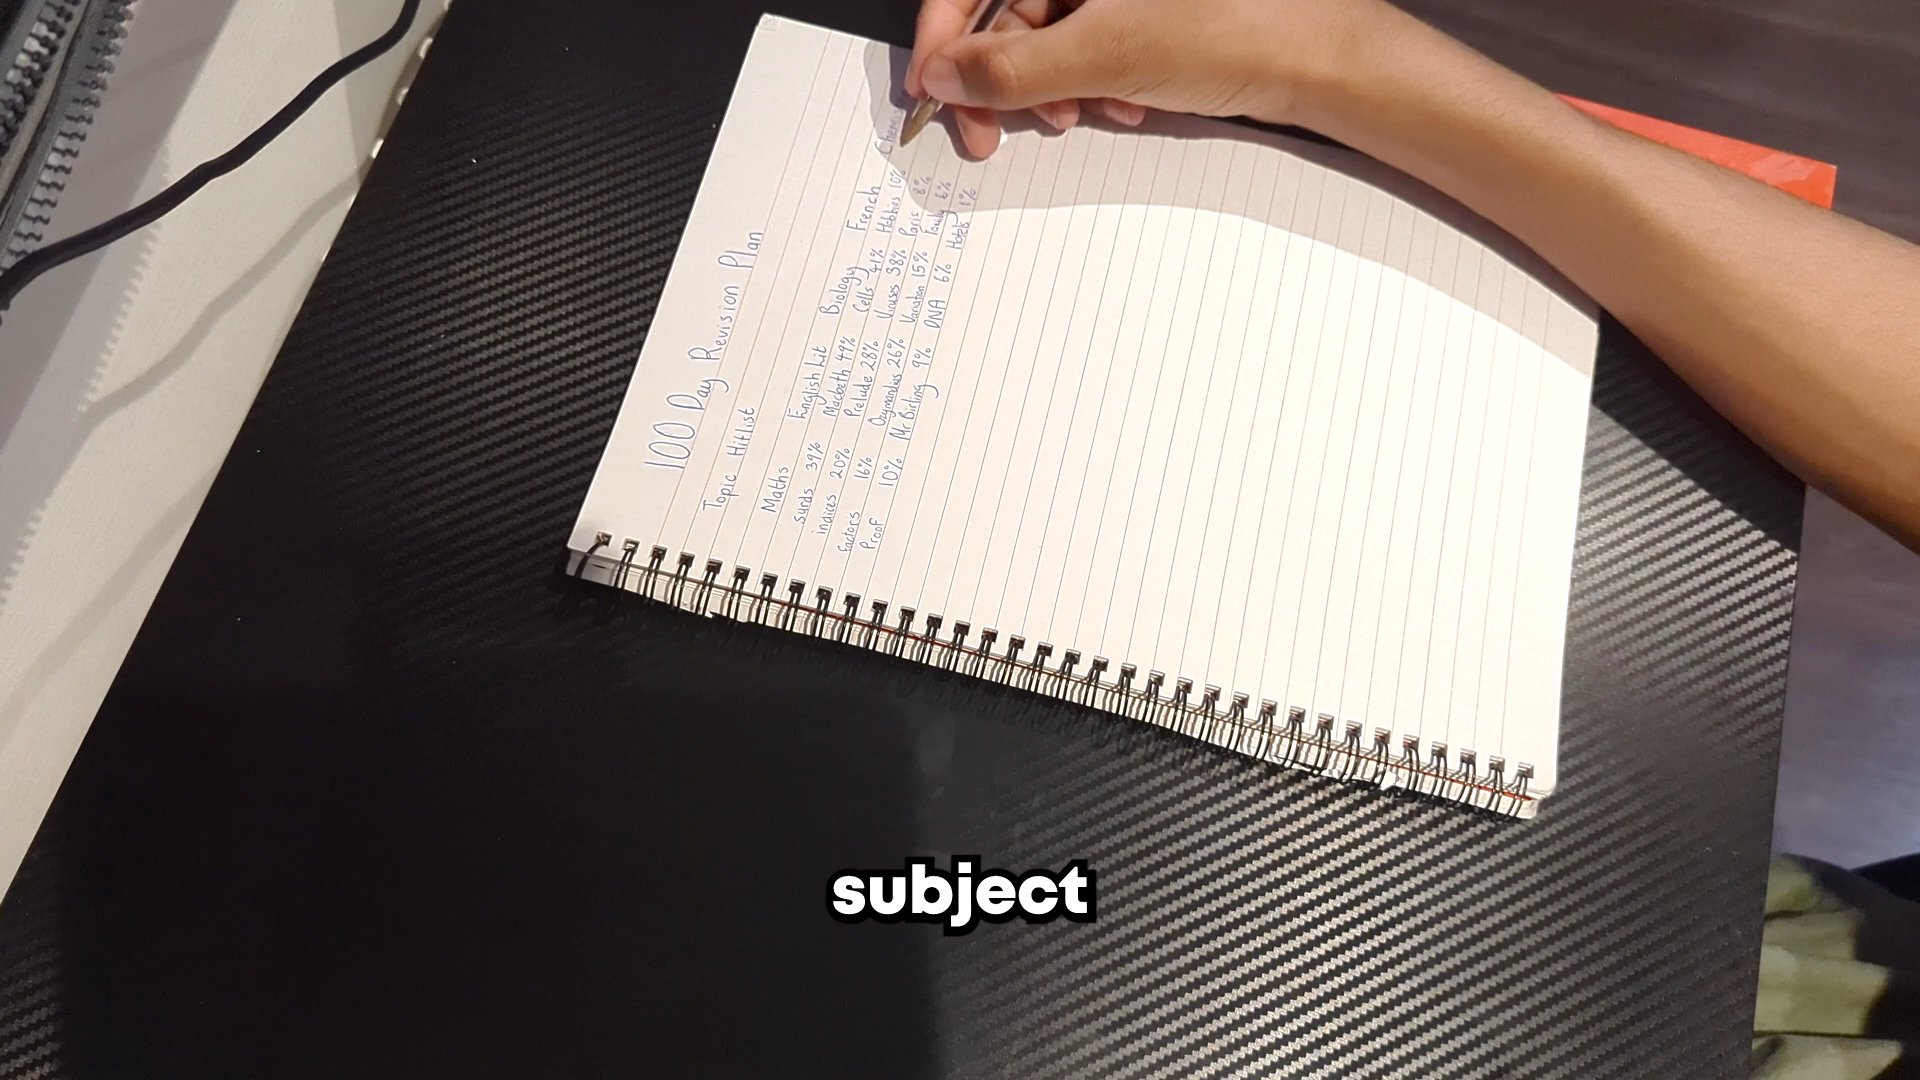 100 Day Revision Plan
Topic Hitlist
Maths
surds 39%
indices 20%
factors 16%
Proof 10%
English Lit
Macbeth 49%
Prelude 28%
Ozymandias 26%
Mr Birling 9%
Biology
Cells 41%
Viruses 38%
Variation 15%
DNA 6%
French
Hobbies 10%
Paris 8%
Family 6%
Hotels 1%
Chemis
subject